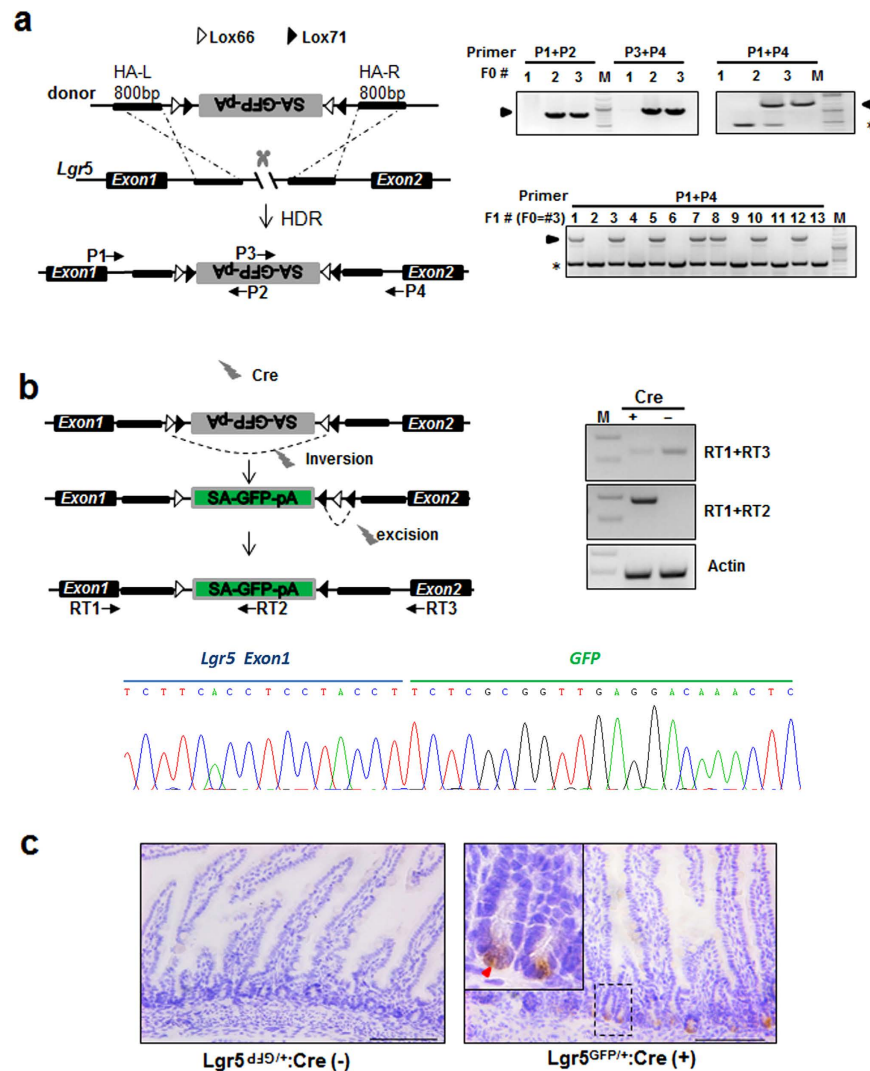 a
Lox66 Lox71
HA-L
800bp
HA-R
800bp
donor
SA-GFP-pA
Lgr5
Exon1
Exon2
HDR
P1
P3
Exon1
SA-GFP-pA
Exon2
P2
P4
Primer P1+P2 P3+P4 P1+P4
F0 # 1 2 3 M 1 2 3 1 2 3 M
*
Primer P1+P4
F1 # (F0=#3) 1 2 3 4 5 6 7 8 9 10 11 12 13 M
*
b
Cre
Exon1 SA-GFP-pA Exon2
Inversion
Exon1 SA-GFP-pA Exon2
excision
Exon1 SA-GFP-pA Exon2
RT1 RT2 RT3
Cre
M + –
RT1+RT3
RT1+RT2
Actin
Lgr5 Exon1 GFP
T C T T C A C C T C C T A C C T T C T C G C G G T T G A G G A C A A A C T C
c
Lgr5 GFP/+:Cre (-)
Lgr5 GFP/+:Cre (+)